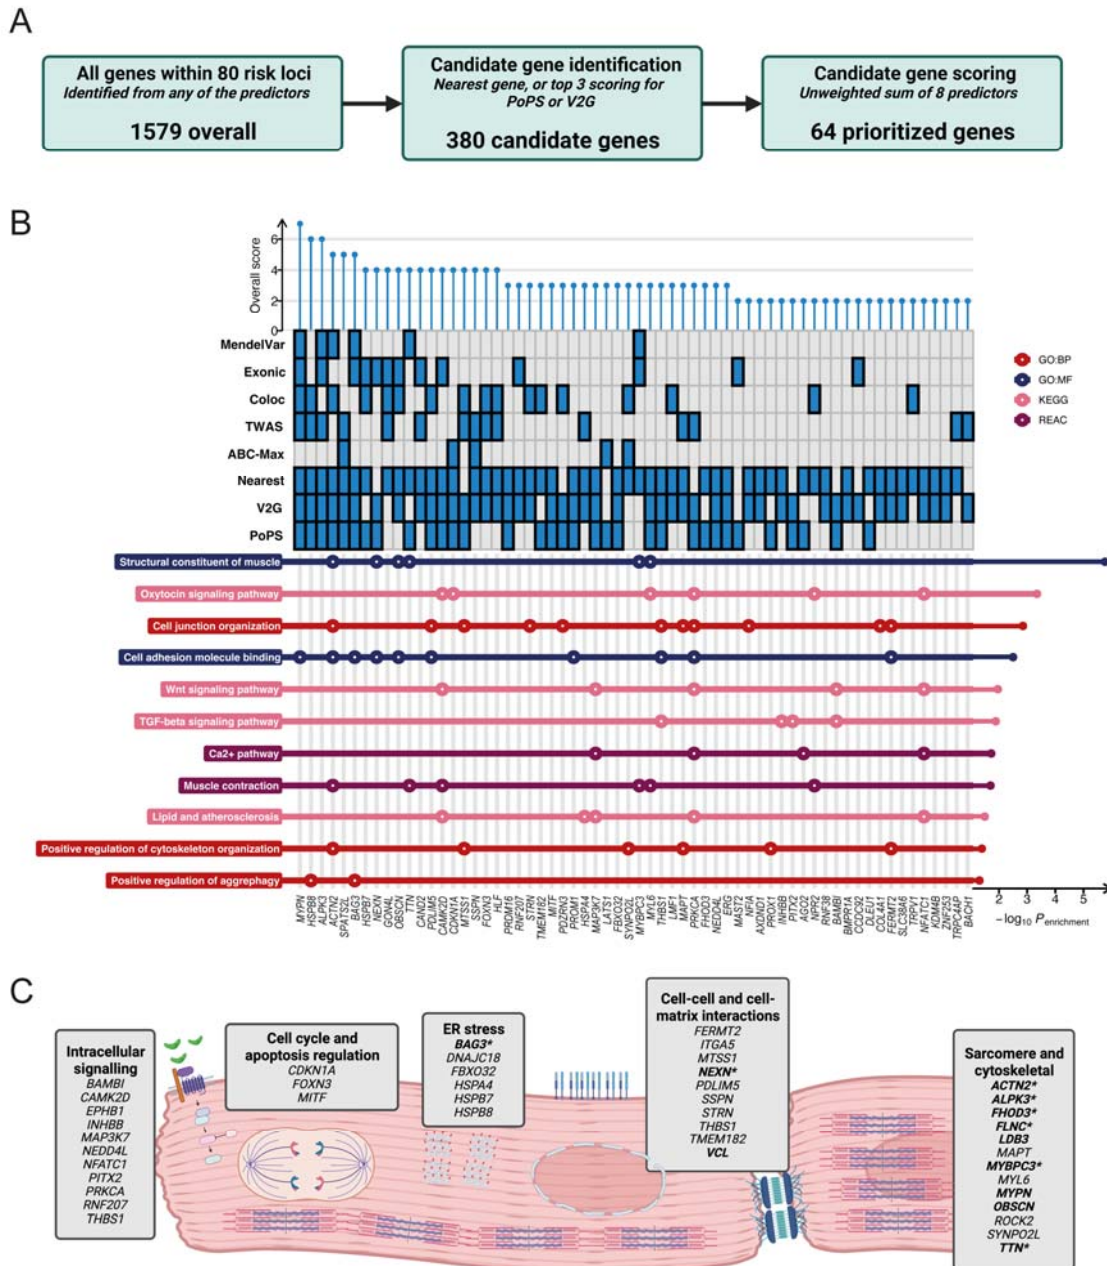 A
All genes within 80 risk loci
Identified from any of the predictors
1579 overall
Candidate gene identification
Nearest gene, or top 3 scoring for
PoPS or V2G
380 candidate genes
Candidate gene scoring
Unweighted sum of 8 predictors
64 prioritized genes
B
Overall score
6
4
2
0
MendelVar
Exonic
Coloc
TWAS
ABC-Max
Nearest
V2G
PoPS
GO:BP
GO:MF
KEGG
REAC
Structural constituent of muscle
Oxytocin signaling pathway
Cell junction organization
Cell adhesion molecule binding
Wnt signaling pathway
TGF-beta signaling pathway
Ca2+ pathway
Muscle contraction
Lipid and atherosclerosis
Positive regulation of cytoskeleton organization
Positive regulation of aggrephagy
MYPN
HSPB8
ALPK3
ACTN2
SPATS2L
BAG3
HSPB7
NEXN
GON4L
OBSCN
TTN
CAND2
PDLIM5
CAMK2D
CDKN1A
MTSS1
SSPN
FOXN3
HLF
PRDM16
RNF207
STRN
TMEM182
MITF
PDZRN3
PROM1
HSPA4
MAP3K7
LATS1
FBXO32
SYNPO2L
MYBPC3
MYL6
THBS1
LMF1
MAPT
PRKCA
FHOD3
NEDD4L
ERG
MAST2
AXDND1
NFIA
PROX1
INHBB
PITX2
AGO2
NPR2
RNF38
BAMBI
BMPR1A
CCDC92
DLEU1
COL4A1
FERMT2
SLC38A6
TRPV1
NFATC1
KDM4B
ZNF253
TRPC4AP
BACH1
2 3 4 5
−log10 Penrichment
C
Intracellular
signalling
BAMBI
CAMK2D
EPHB1
INHBB
MAP3K7
NEDD4L
NFATC1
PITX2
PRKCA
RNF207
THBS1
Cell cycle and
apoptosis regulation
CDKN1A
FOXN3
MITF
ER stress
BAG3*
DNAJC18
FBXO32
HSPA4
HSPB7
HSPB8
Cell-cell and cell-
matrix interactions
FERMT2
ITGA5
MTSS1
NEXN*
PDLIM5
SSPN
STRN
THBS1
TMEM182
VCL
Sarcomere and
cytoskeletal
ACTN2*
ALPK3*
FHOD3*
FLNC*
LDB3
MAPT
MYBPC3*
MYL6
MYPN
OBSCN
ROCK2
SYNPO2L
TTN*